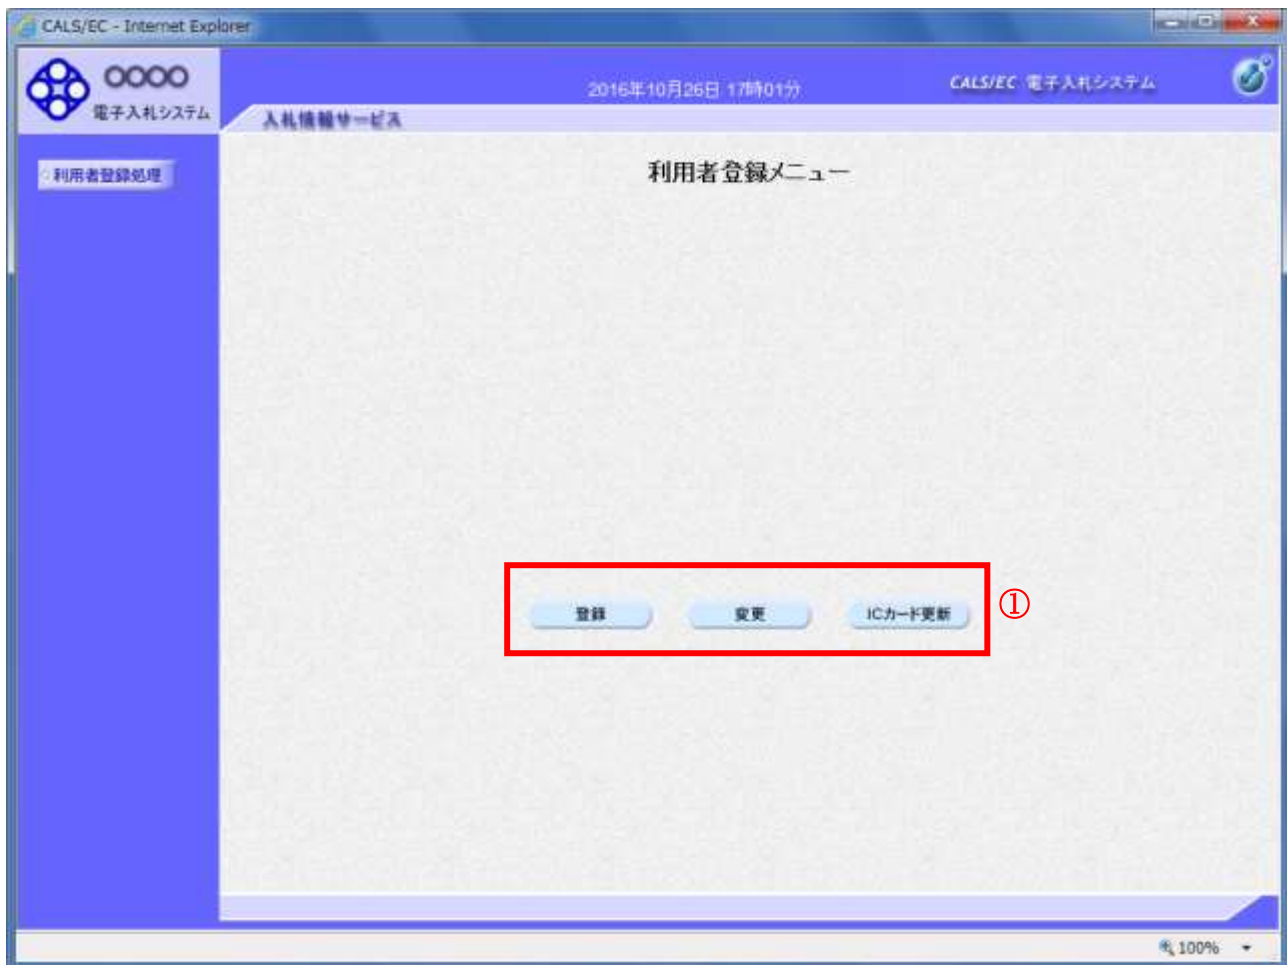 CALS/EC - Internet Explorer
○○○○
電子入札システム
2016年10月26日 17時01分
CALS/EC 電子入札システム
入札情報サービス
利用者登録処理
利用者登録メニュー
登録
変更
ICカード更新
①
100%